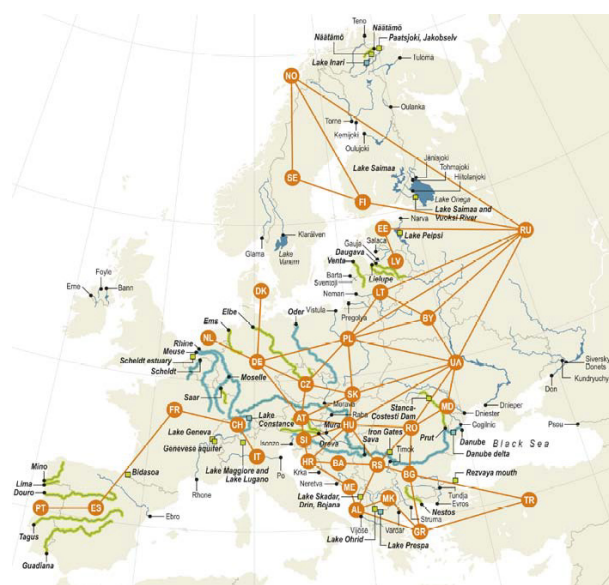 Teno
Näätämö
Näätämö
Paatsjoki, Jakobselv
Lake Inari
Tuloma
NO
Oulanka
Torne
Kemijoki
Oulujoki
Jänisjoki
Tohmajoki
Hiitolanjoki
Lake Saimaa
SE
Lake Onega
FI
Lake Saimaa and
Vuoksi River
Narva
RU
EE
Lake Peipsi
Klarälven
Glama
Lake
Vänern
Salaca
Gauja
Daugava
Venta
LV
Lielupe
Barta
Sventoji
Foyle
Erne
Bann
DK
LT
Noman
Elbe
Oder
Vistula
Pregolya
BY
Ems
NL
PL
Rhine
Meuse
Scheldt estuary
Scheldt
DE
UA
Siversky
Donets
Moselle
CZ
SK
Don
Kundryuchy
Saar
Morava
Stanca-
Costesti Dam
FR
Lake
Constance
AT
Raba
MD
Dnieper
Dniester
CH
Mura
HU
Iron Gates
RO
Coglnic
Psou
Lake Geneva
SI
Drava
Sava
Prut
Danube
Black Sea
Genevese aquifer
Isonzo
Timok
Danube delta
IT
HR
BA
RS
BG
Mino
Bidasoa
Lake Maggiore and
Lake Lugano
Po
Krka
Rezvaya mouth
Lima
Neretva
ME
Douro
Rhone
Lake Skadar,
Drin, Bojana
MK
Tundja
Evros
TR
PT
ES
Ebro
AL
Nestos
Vijose
Vardar
Struma
Tagus
Lake Ohrid
GR
Lake Prespa
Guadiana